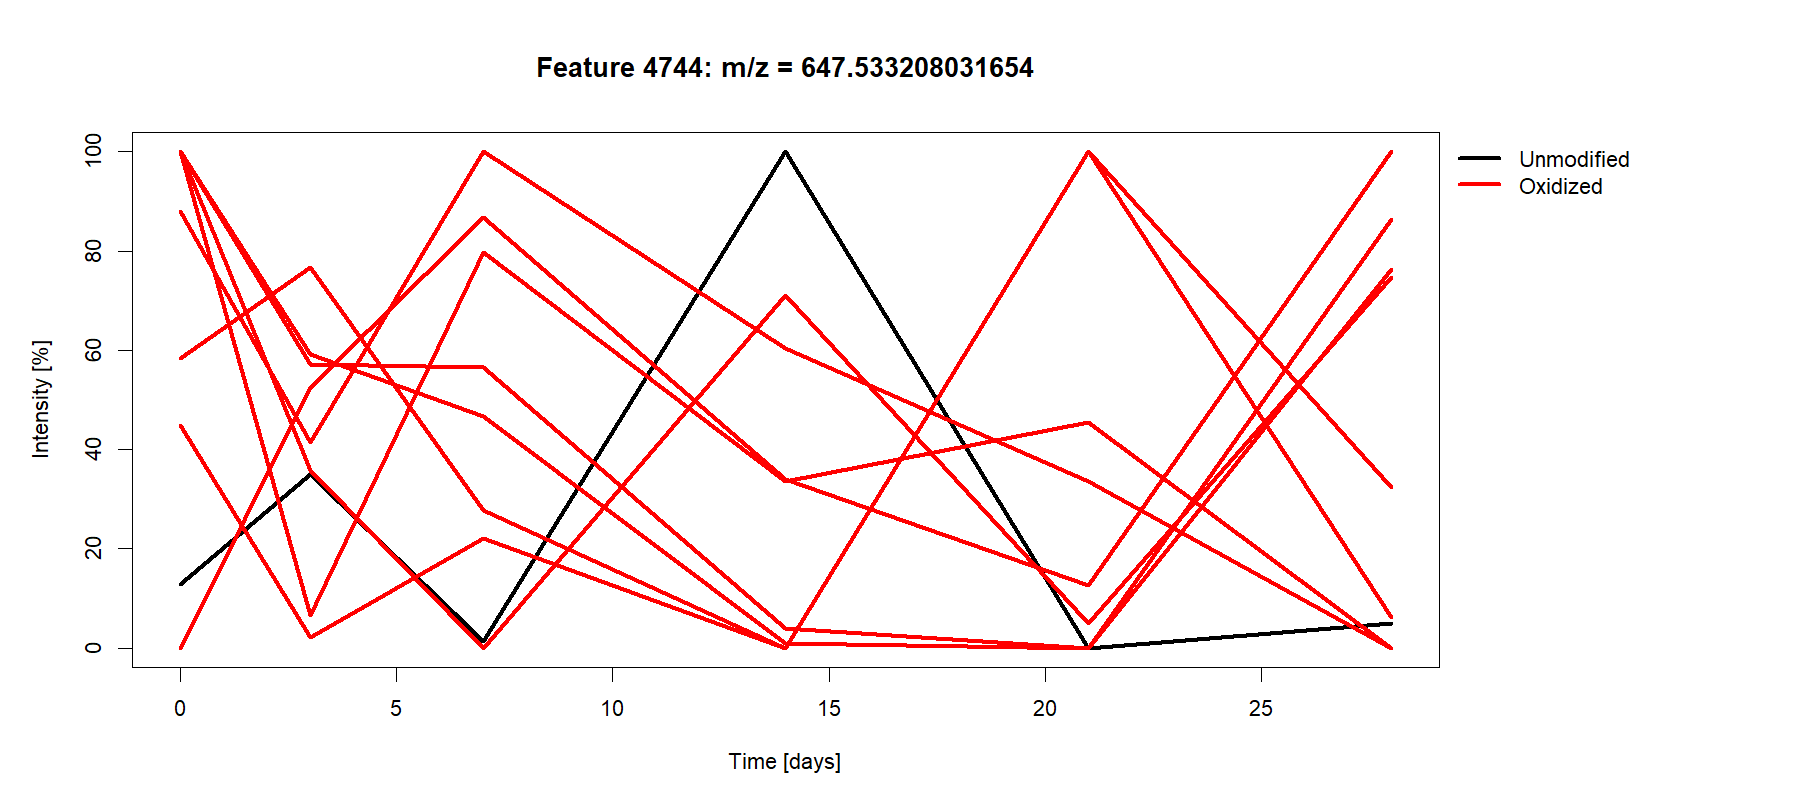 Feature 4744: m/z = 647.533208031654
Unmodified
Oxidized
Intensity [%]
100
80
60
40
20
0
0 5 10 15 20 25
Time [days]